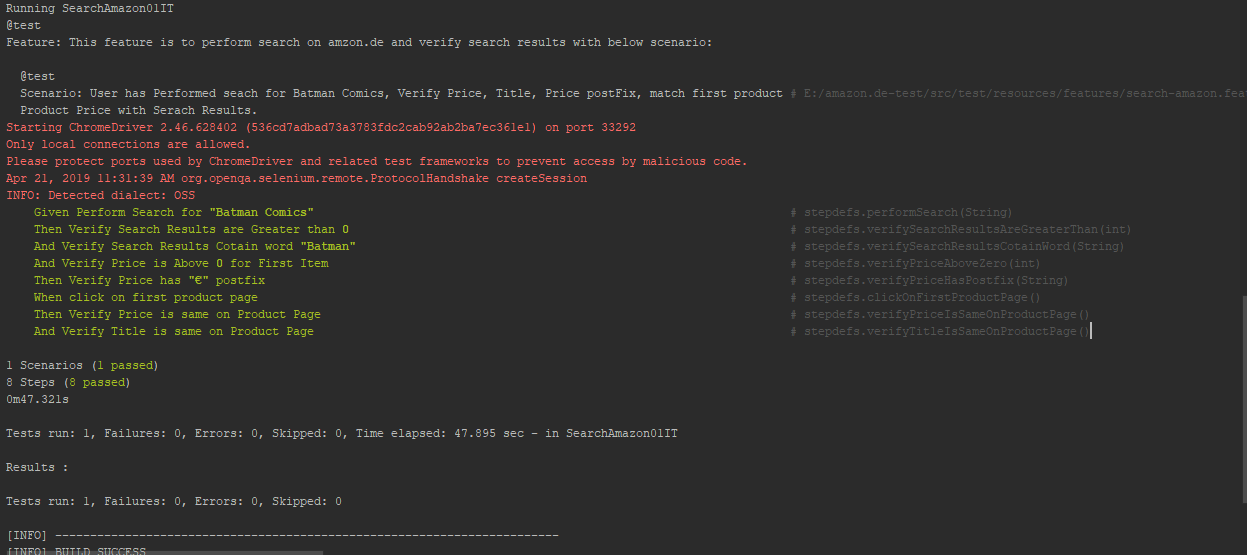 Running SearchAmazon01IT
@test
Feature: This feature is to perform search on amzon.de and verify search results with below scenario:
@test
Scenario: User has Performed seach for Batman Comics, Verify Price, Title, Price postFix, match first product # E:/amazon.de-test/src/test/resources/features/search-amazon.fea
Product Price with Serach Results.
Starting ChromeDriver 2.46.628402 (536cd7adbad73a3783fdc2cab92ab2ba7ec361e1) on port 33292
Only local connections are allowed.
Please protect ports used by ChromeDriver and related test frameworks to prevent access by malicious code.
Apr 21, 2019 11:31:39 AM org.openqa.selenium.remote.ProtocolHandshake createSession
INFO: Detected dialect: OSS
Given Perform Search for "Batman Comics" # stepdefs.performSearch(String)
Then Verify Search Results are Greater than 0 # stepdefs.verifySearchResultsAreGreaterThan(int)
And Verify Search Results Cotain word "Batman" # stepdefs.verifySearchResultsCotainWord(String)
And Verify Price is Above 0 for First Item # stepdefs.verifyPriceAboveZero(int)
Then Verify Price has "€" postfix # stepdefs.verifyPriceHasPostfix(String)
When click on first product page # stepdefs.clickOnFirstProductPage()
Then Verify Price is same on Product Page # stepdefs.verifyPriceIsSameOnProductPage()
And Verify Title is same on Product Page # stepdefs.verifyTitleIsSameOnProductPage()
1 Scenarios (1 passed)
8 Steps (8 passed)
0m47.321s
Tests run: 1, Failures: 0, Errors: 0, Skipped: 0, Time elapsed: 47.895 sec - in SearchAmazon01IT
Results :
Tests run: 1, Failures: 0, Errors: 0, Skipped: 0
[INFO] ------------------------------------------------------------------------
[INFO] BUILD SUCCESS